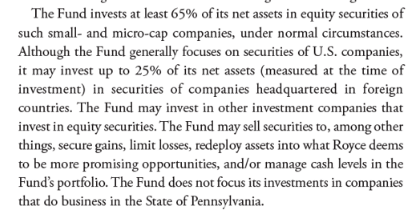 The Fund invests at least 65% of its net assets in equity securities of
such small- and micro-cap companies, under normal circumstances.
Although the Fund generally focuses on securities of U.S. companies,
it may invest up to 25% of its net assets (measured at the time of
investment) in securities of companies headquartered in foreign
countries. The Fund may invest in other investment companies that
invest in equity securities. The Fund may sell securities to, among other
things, secure gains, limit losses, redeploy assets into what Royce deems
to be more promising opportunities, and/or manage cash levels in the
Fund's portfolio. The Fund does not focus its investments in companies
that do business in the State of Pennsylvania.